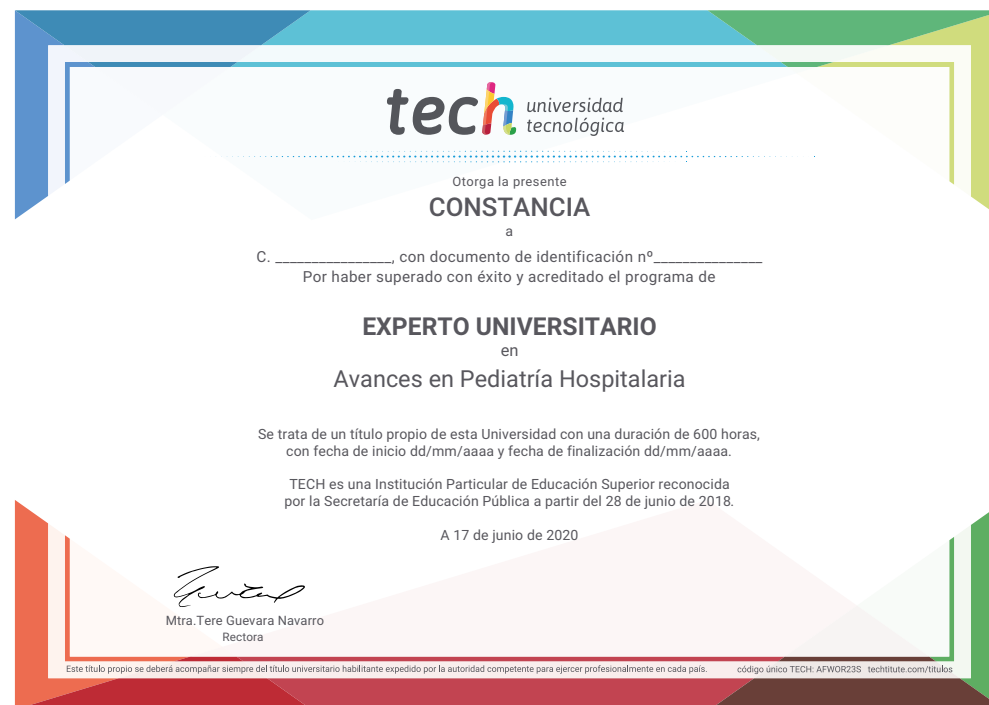 tech universidad
tecnológica
Otorga la presente
CONSTANCIA
a
C. ________________, con documento de identificación nº_______________
Por haber superado con éxito y acreditado el programa de
EXPERTO UNIVERSITARIO
en
Avances en Pediatría Hospitalaria
Se trata de un título propio de esta Universidad con una duración de 600 horas,
con fecha de inicio dd/mm/aaaa y fecha de finalización dd/mm/aaaa.
TECH es una Institución Particular de Educación Superior reconocida
por la Secretaría de Educación Pública a partir del 28 de junio de 2018.
A 17 de junio de 2020
Mtra.Tere Guevara Navarro
Rectora
Este título propio se deberá acompañar siempre del título universitario habilitante expedido por la autoridad competente para ejercer profesionalmente en cada país. código único TECH: AFWOR23S techtitute.com/titulos